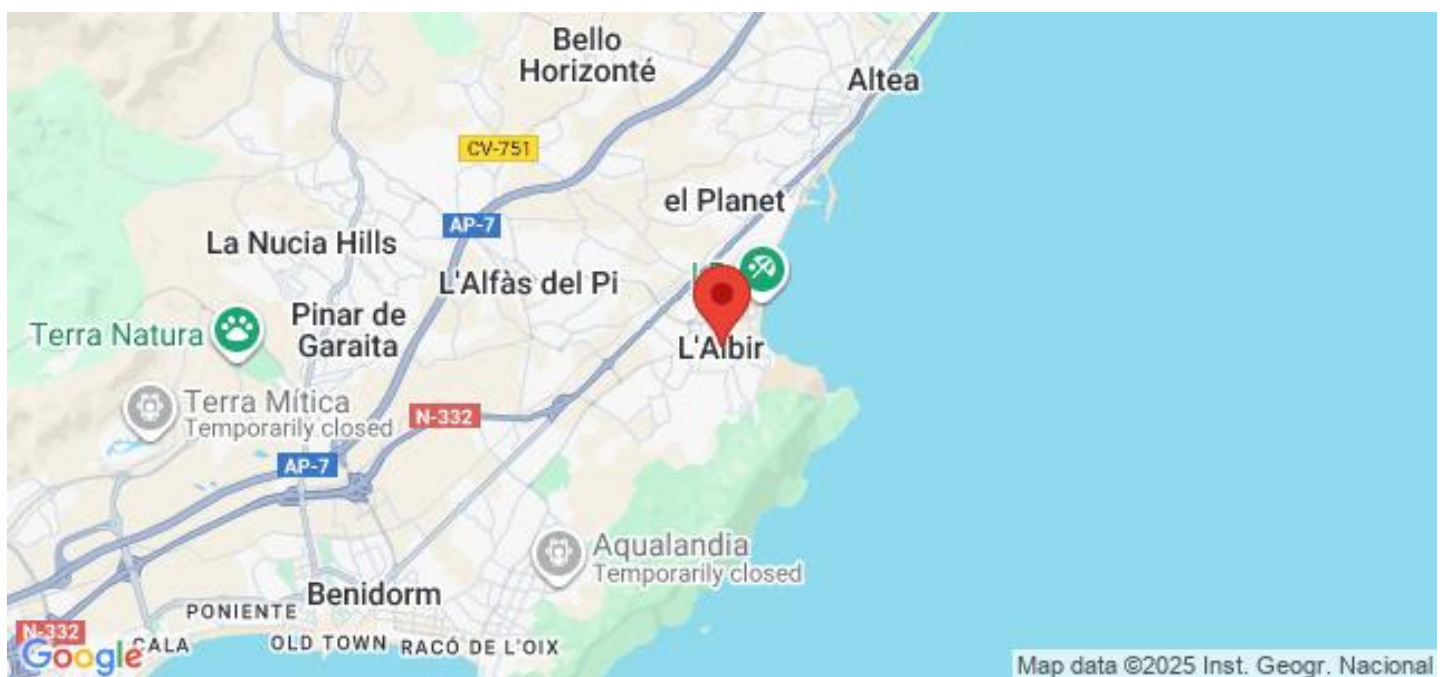 Bello
Horizonté
Altea
CV-751
el Planet
AP-7
La Nucia Hills
L'Alfàs del Pi
Pinar de
Garaita
Terra Natura
L'Albir
Terra Mítica
Temporarily closed
N-332
AP-7
Aqualandia
Temporarily closed
Benidorm
PONIENTE
N-332
CALA
OLD TOWN
RACÓ DE L'OIX
Google
Map data ©2025 Inst. Geogr. Nacional